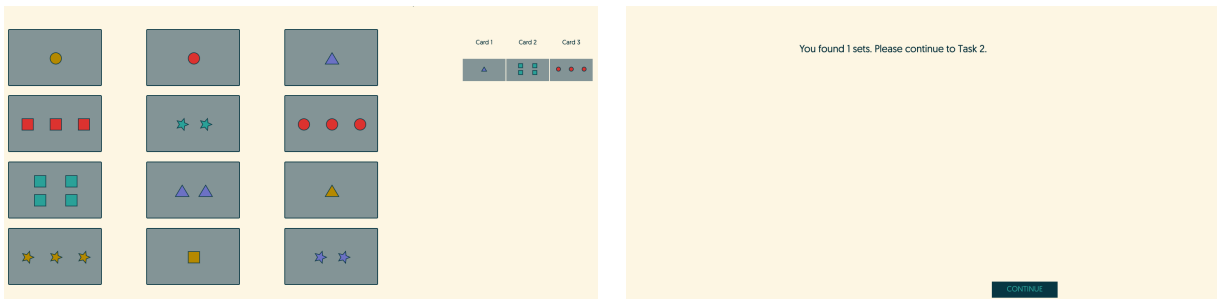 Card 1 Card 2 Card 3
You found 1 sets. Please continue to Task 2.
CONTINUE